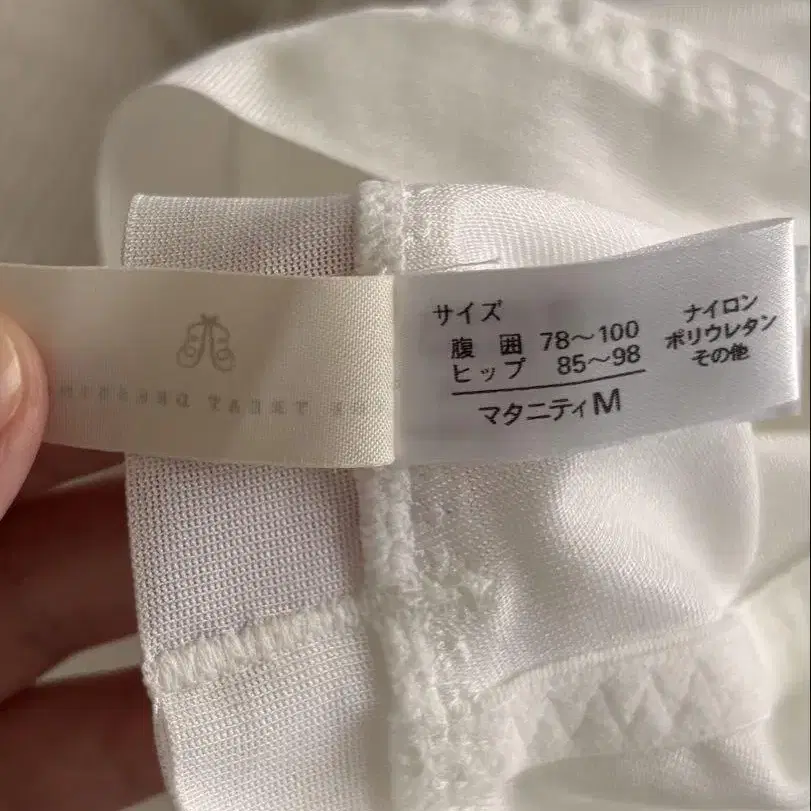 サイズ
腹囲 78～100
ヒップ 85～98
マタニティM
ナイロン
ポリウレタン
その他